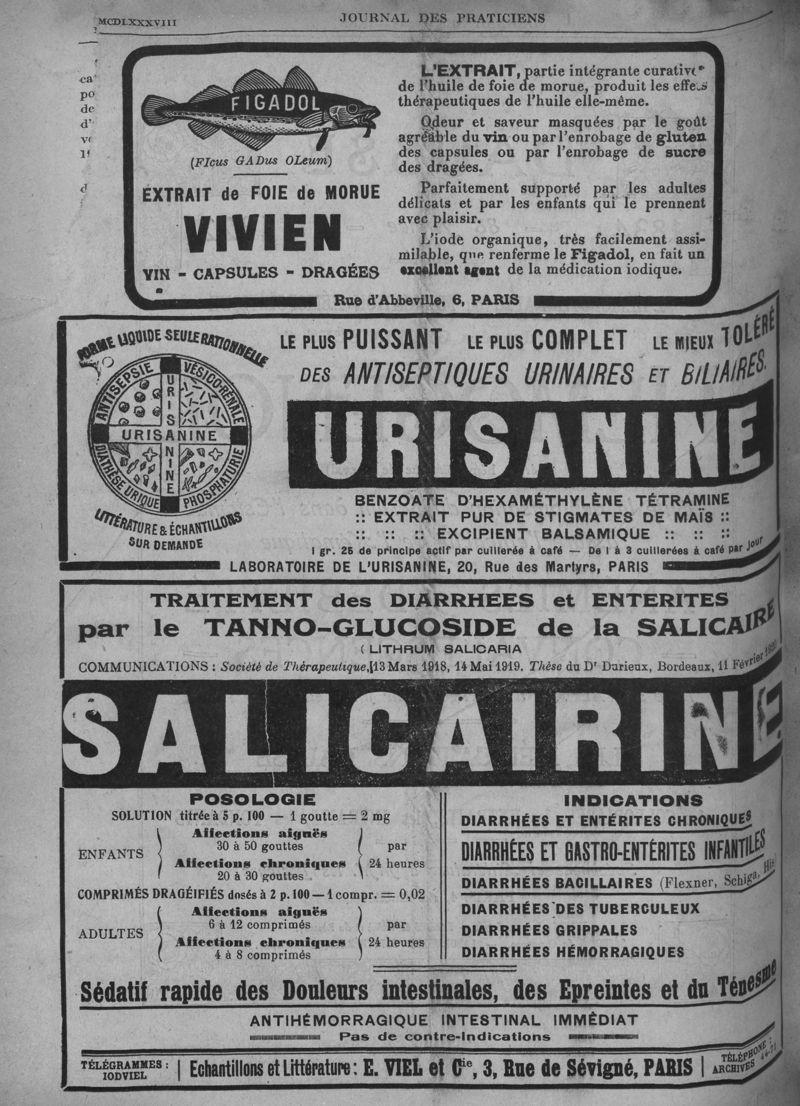 MCDLXXXVIII
JOURNAL DES PRATICIENS
ca
po
de
d'
FIGADOL
(FIcus GADus OLeum)
EXTRAIT de FOIE de MORUE
VIVIEN
VIN - CAPSULES - DRAGÉES
L'EXTRAIT, partie intégrante curative
de l'huile de foie de morue, produit les effets
thérapeutiques de l'huile elle-même.
Odeur et saveur masquées par le goût
agréable du vin ou par l'enrobage de gluten
des capsules ou par l'enrobage de sucre
des dragées.
Parfaitement supporté par les adultes
délicats et par les enfants qui le prennent
avec plaisir.
L'iode organique, très facilement assi-
milable, que renferme le Figadol, en fait un
excellent agent de la médication iodique.
Rue d'Abbeville, 6, PARIS
FORME LIQUIDE SEULE RATIONNELLE
ANTISEPSIE VÉSICO-RÉNALE
URISANINE
URISANINE
DIATHÈSE URIQUE PHOSPHATURIE
LITTÉRATURE & ÉCHANTILLONS
SUR DEMANDE
LE PLUS PUISSANT LE PLUS COMPLET LE MIEUX TOLÉRÉ
DES ANTISEPTIQUES URINAIRES ET BILIAIRES.
URISANINE
BENZOATE D'HEXAMÉTHYLÈNE TÉTRAMINE
:: EXTRAIT PUR DE STIGMATES DE MAÏS ::
:: :: :: EXCIPIENT BALSAMIQUE :: :: ::
1 gr. 25 de principe actif par cuillerée à café — De 1 à 3 cuillerées à café par jour
LABORATOIRE DE L'URISANINE, 20, Rue des Martyrs, PARIS
TRAITEMENT des DIARRHEES et ENTERITES
par le TANNO-GLUCOSIDE de la SALICAIRE
(LITHRUM SALICARIA
COMMUNICATIONS : Société de Thérapeutique, 13 Mars 1918, 14 Mai 1919. Thèse du Dr Durieux, Bordeaux, 11 Février
SALICAIRINE
POSOLOGIE
SOLUTION titrée à 5 p. 100 — 1 goutte = 2 mg
ENFANTS
Affections aiguës
30 à 50 gouttes
Affections chroniques
20 à 30 gouttes
par
24 heures
COMPRIMÉS DRAGÉIFIÉS dosés à 2 p. 100 — 1 compr. = 0,02
ADULTES
Affections aiguës
6 à 12 comprimés
Affections chroniques
4 à 8 comprimés
par
24 heures
INDICATIONS
DIARRHÉES ET ENTÉRITES CHRONIQUES
DIARRHÉES ET GASTRO-ENTÉRITES INFANTILES
DIARRHÉES BACILLAIRES (Flexner, Schiga, His
DIARRHÉES DES TUBERCULEUX
DIARRHÉES GRIPPALES
DIARRHÉES HÉMORRAGIQUES
Sédatif rapide des Douleurs intestinales, des Epreintes et du Ténesme
ANTIHÉMORRAGIQUE INTESTINAL IMMÉDIAT
Pas de contre-indications
TÉLÉGRAMMES :
IODVIEL
Echantillons et Littérature : E. VIEL et Cie, 3, Rue de Sévigné, PARIS
TÉLÉPHONE :
ARCHIVES